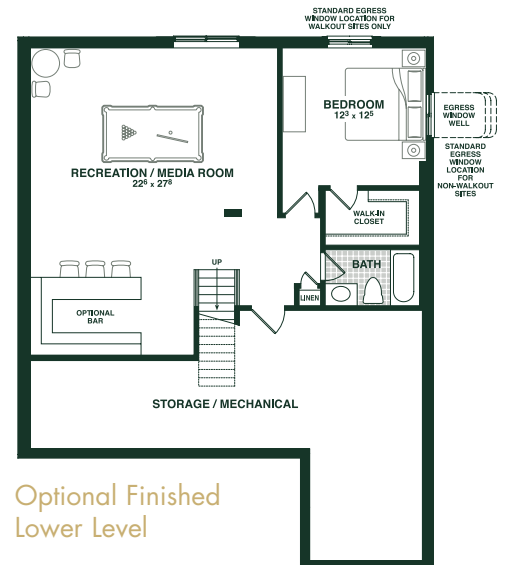 STANDARD EGRESS
WINDOW LOCATION FOR
WALKOUT SITES ONLY
BEDROOM
12³ x 12⁵
EGRESS
WINDOW
WELL
STANDARD
EGRESS
WINDOW
LOCATION
FOR
NON-WALKOUT
SITES
RECREATION / MEDIA ROOM
22⁶ x 27⁸
WALK-IN
CLOSET
UP
BATH
LINEN
OPTIONAL
BAR
STORAGE / MECHANICAL
Optional Finished
Lower Level